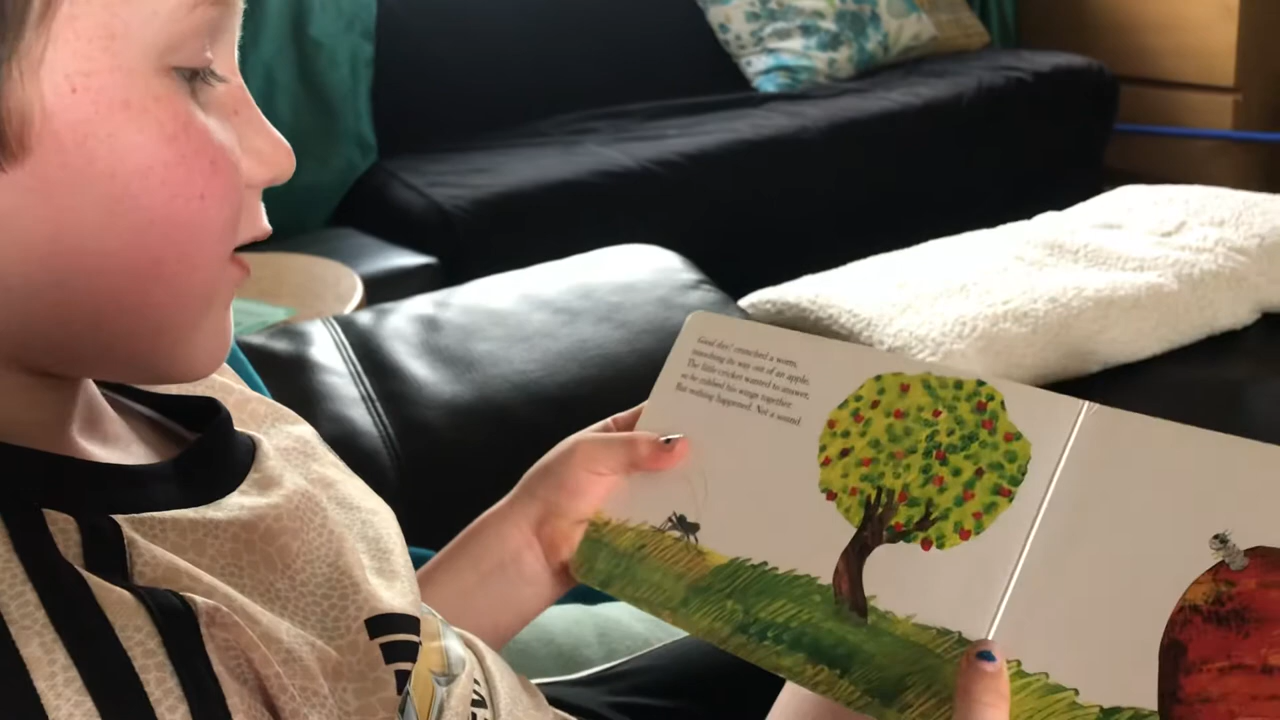 Good day! crunched a worm,
munching its way out of an apple.
The little cricket wanted to answer,
so he rubbed his wings together.
But nothing happened. Not a sound.